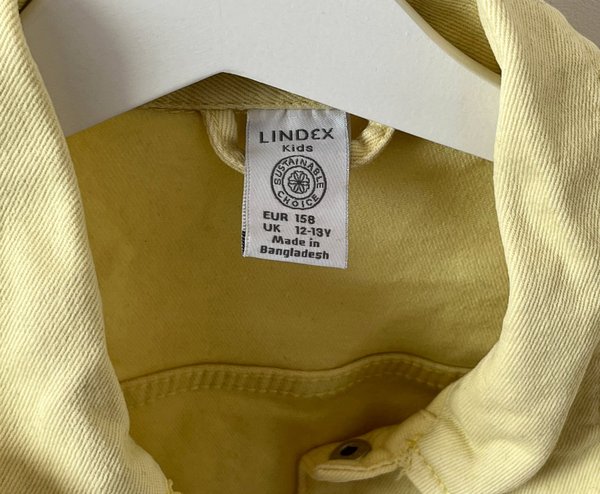 LINDEX
Kids
SUSTAINABLE
CHOICE
EUR 158
UK 12-13Y
Made in
Bangladesh